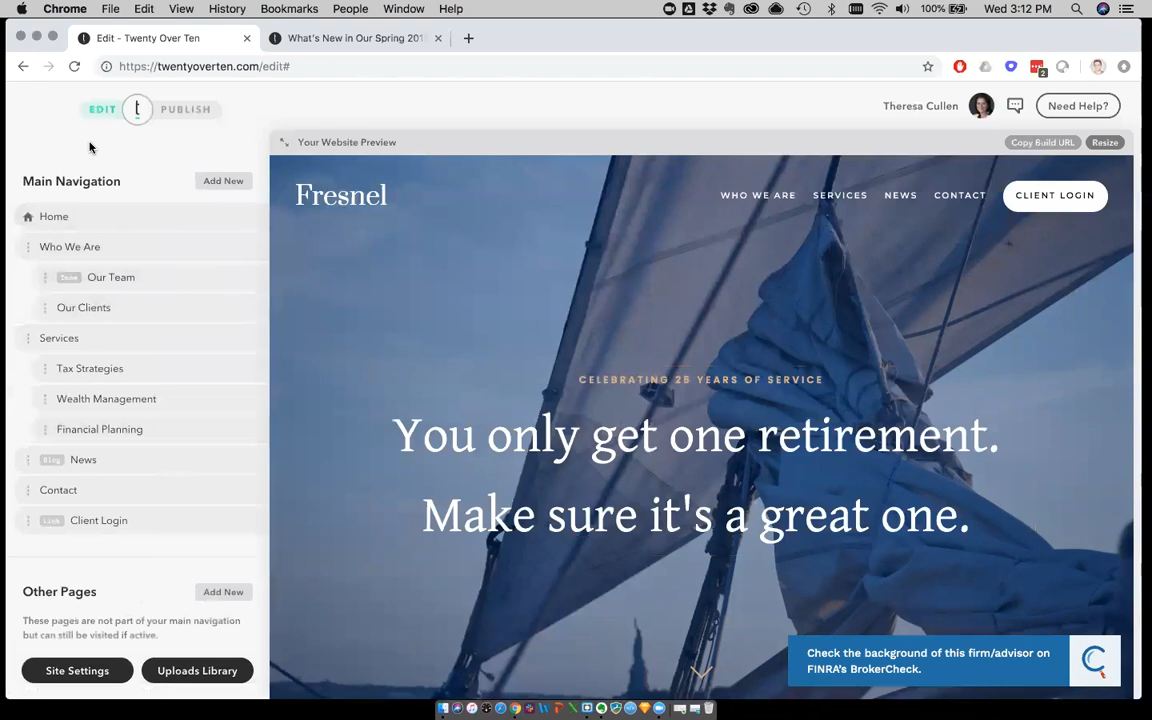 Chrome File Edit View History Bookmarks People Window Help
100% Wed 3:12 PM
Edit - Twenty Over Ten
What's New in Our Spring 201
https://twentyoverten.com/edit#
2
EDIT t PUBLISH
Theresa Cullen
Need Help?
Your Website Preview
Copy Build URL
Resize
Main Navigation
Add New
Home
Who We Are
Our Team
Our Clients
Services
Tax Strategies
Wealth Management
Financial Planning
Blog News
Contact
Link Client Login
Other Pages
Add New
These pages are not part of your main navigation
but can still be visited if active.
Site Settings
Uploads Library
Fresnel
WHO WE ARE SERVICES NEWS CONTACT CLIENT LOGIN
CELEBRATING 25 YEARS OF SERVICE
You only get one retirement.
Make sure it's a great one.
Check the background of this firm/advisor on
FINRA's BrokerCheck.